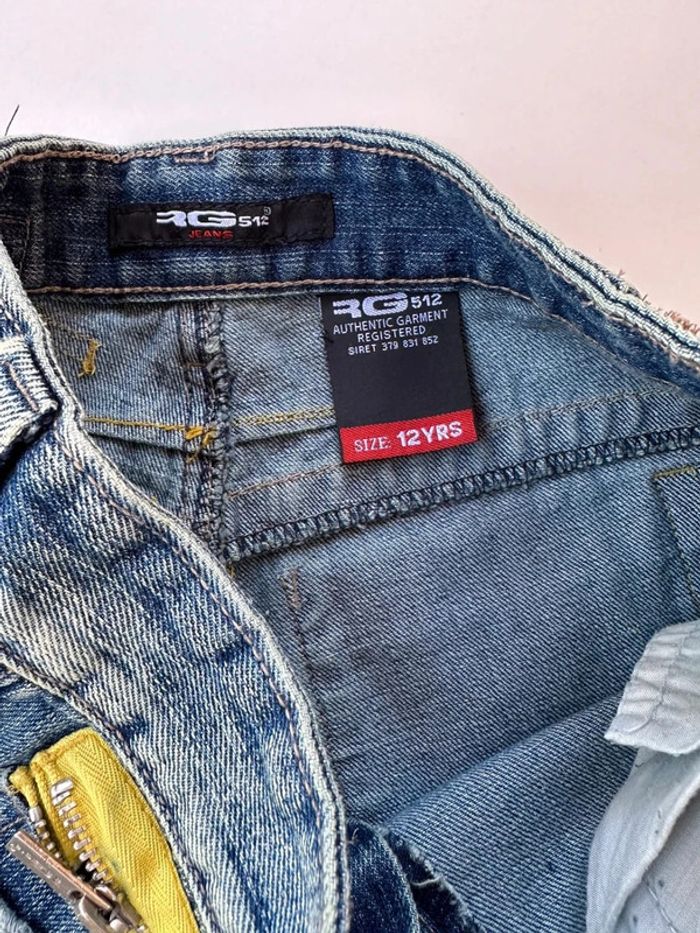 RG512®
JEANS
RG512
AUTHENTIC GARMENT
REGISTERED
SIRET 379 831 852
SIZE: 12YRS